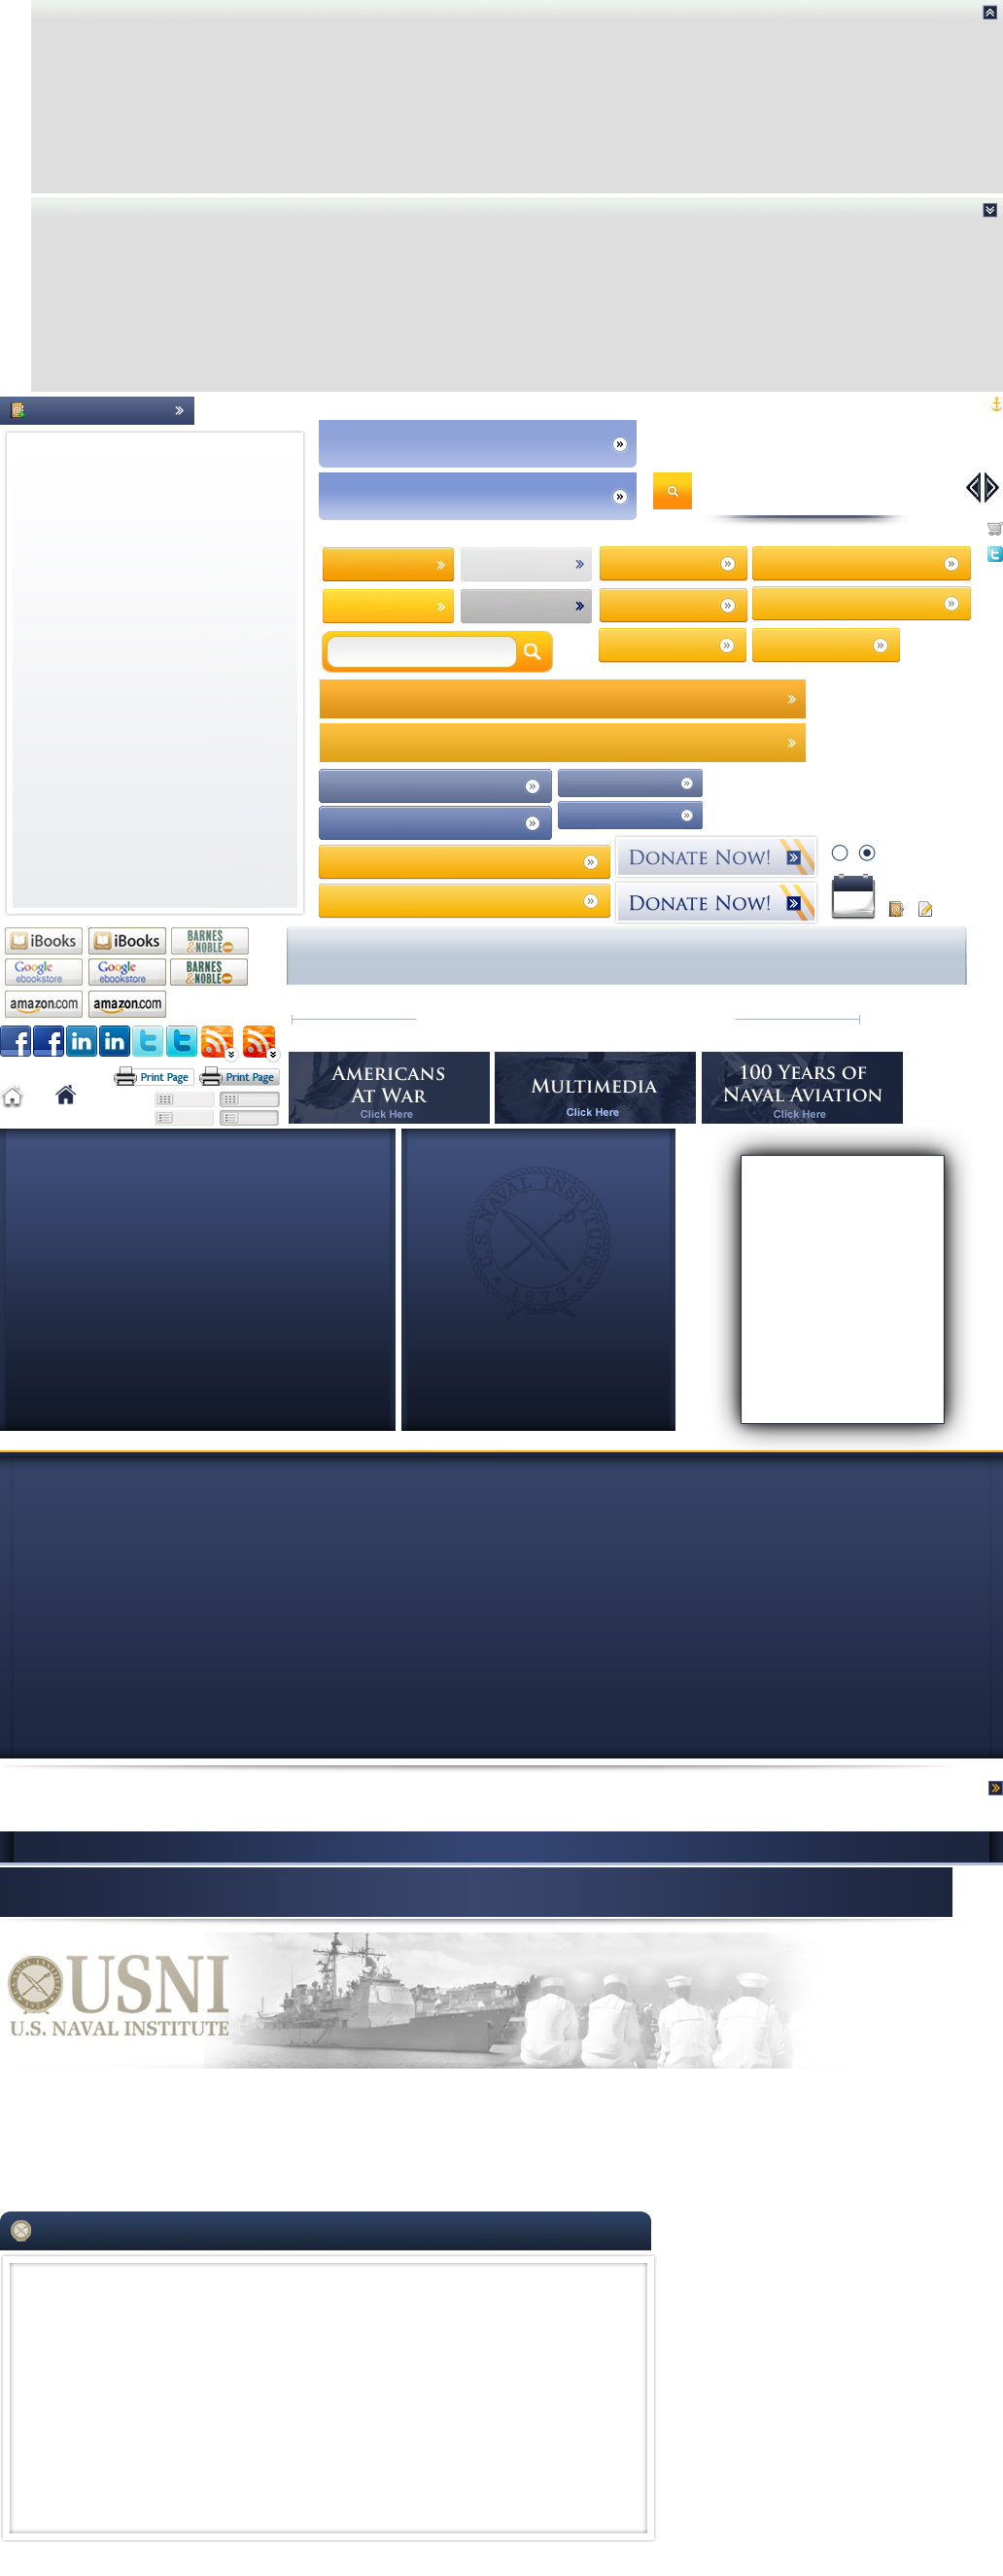 DONATE NOW!
DONATE NOW!
iBooks
iBooks
BARNES
&NOBLE
Google
ebookstore
Google
ebookstore
BARNES
&NOBLE
amazon.com
amazon.com
f
f
in
in
t
t
Print Page
Print Page
AMERICANS
AT WAR
Click Here
MULTIMEDIA
Click Here
100 YEARS OF
NAVAL AVIATION
Click Here
U.S. NAVAL INSTITUTE
1873
USNI
U.S. NAVAL INSTITUTE